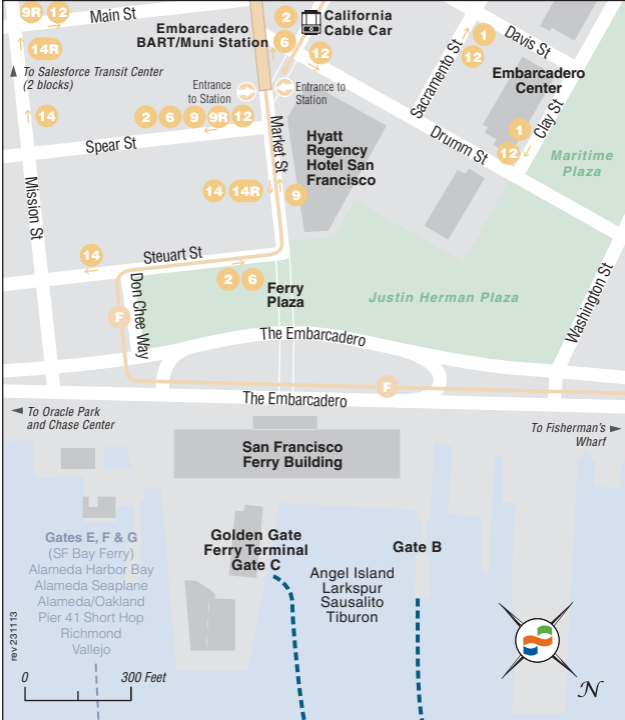 9R 12
Main St
Embarcadero
BART/Muni Station
2
6
California
Cable Car
12
1
12
Sacramento St
Davis St
Embarcadero
Center
1
12
Clay St
Drumm St
Maritime
Plaza
14R
To Salesforce Transit Center
(2 blocks)
14
Entrance
to Station
Entrance to
Station
2 6 9 9R 12
Spear St
Market St
Hyatt
Regency
Hotel San
Francisco
14 14R
9
Mission St
14
Steuart St
2 6
Ferry
Plaza
Justin Herman Plaza
Washington St
Don Chee Way
F
The Embarcadero
F
The Embarcadero
To Oracle Park
and Chase Center
To Fisherman's
Wharf
San Francisco
Ferry Building
Gates E, F & G
(SF Bay Ferry)
Alameda Harbor Bay
Alameda Seaplane
Alameda/Oakland
Pier 41 Short Hop
Richmond
Vallejo
Golden Gate
Ferry Terminal
Gate C
Gate B
Angel Island
Larkspur
Sausalito
Tiburon
rev.231113
0 300 Feet
N